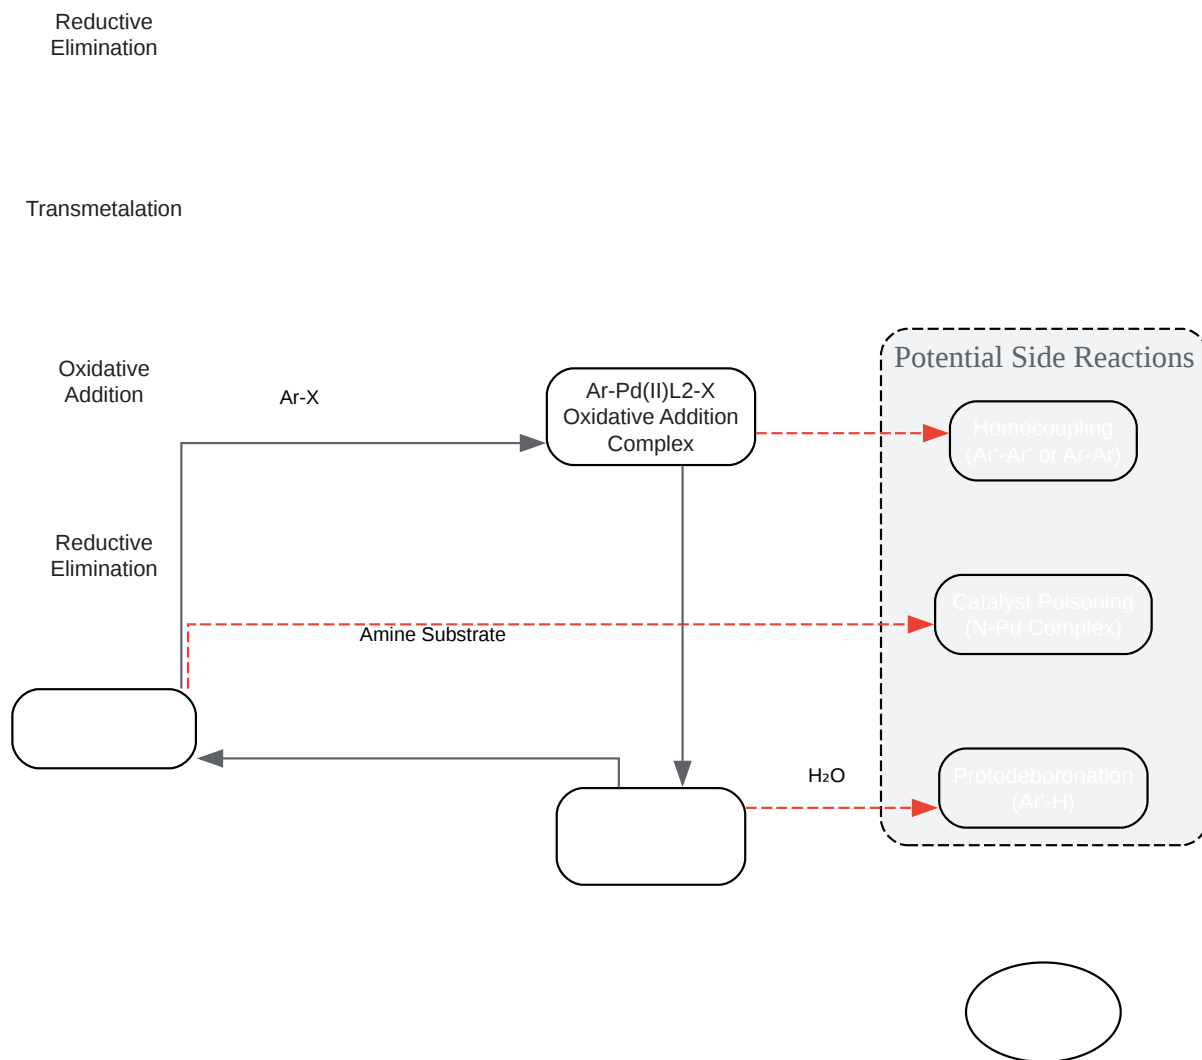 Reductive
Elimination
Transmetalation
Oxidative
Addition
Ar-X
Ar-Pd(II)L2-X
Oxidative Addition
Complex
Potential Side Reactions
Homocoupling
(Ar'-Ar' or Ar-Ar)
Reductive
Elimination
Amine Substrate
Catalyst Poisoning
(N-Pd Complex)
H₂O
Protodeboronation
(Ar'-H)